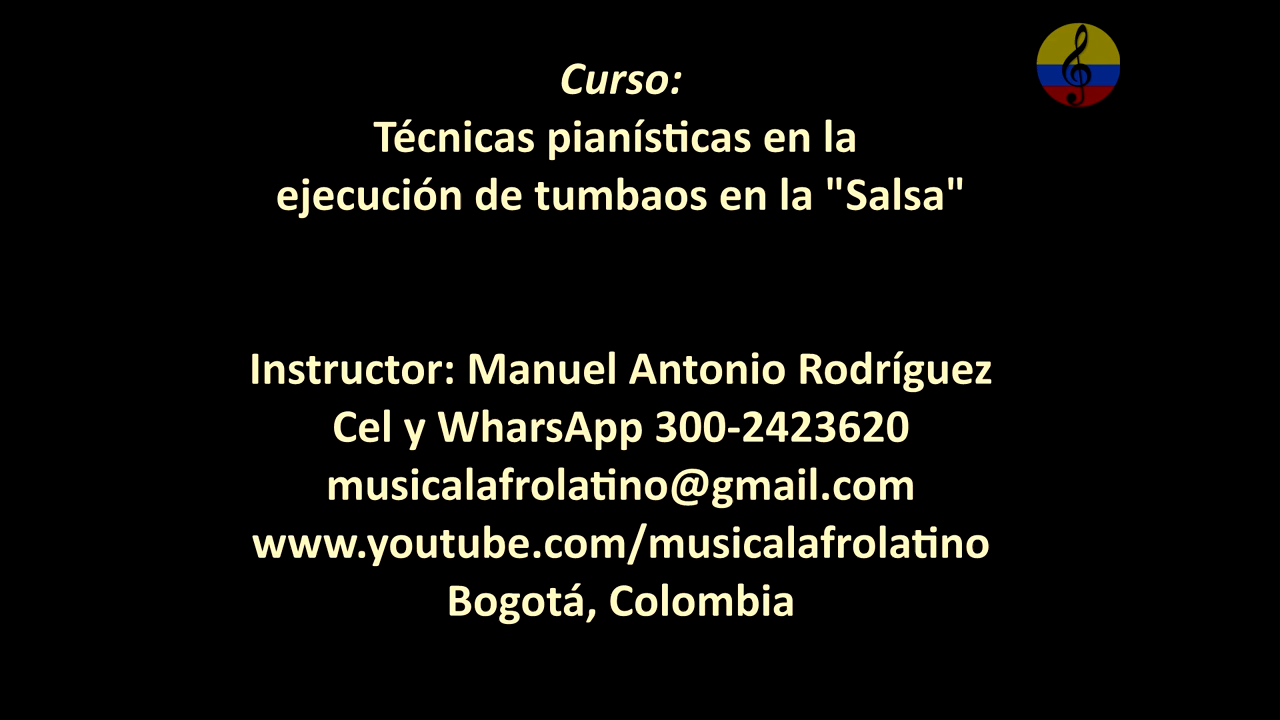 Curso:
Técnicas pianísticas en la
ejecución de tumbaos en la "Salsa"
Instructor: Manuel Antonio Rodríguez
Cel y WharsApp 300-2423620
musicalafrolatino@gmail.com
www.youtube.com/musicalafrolatino
Bogotá, Colombia